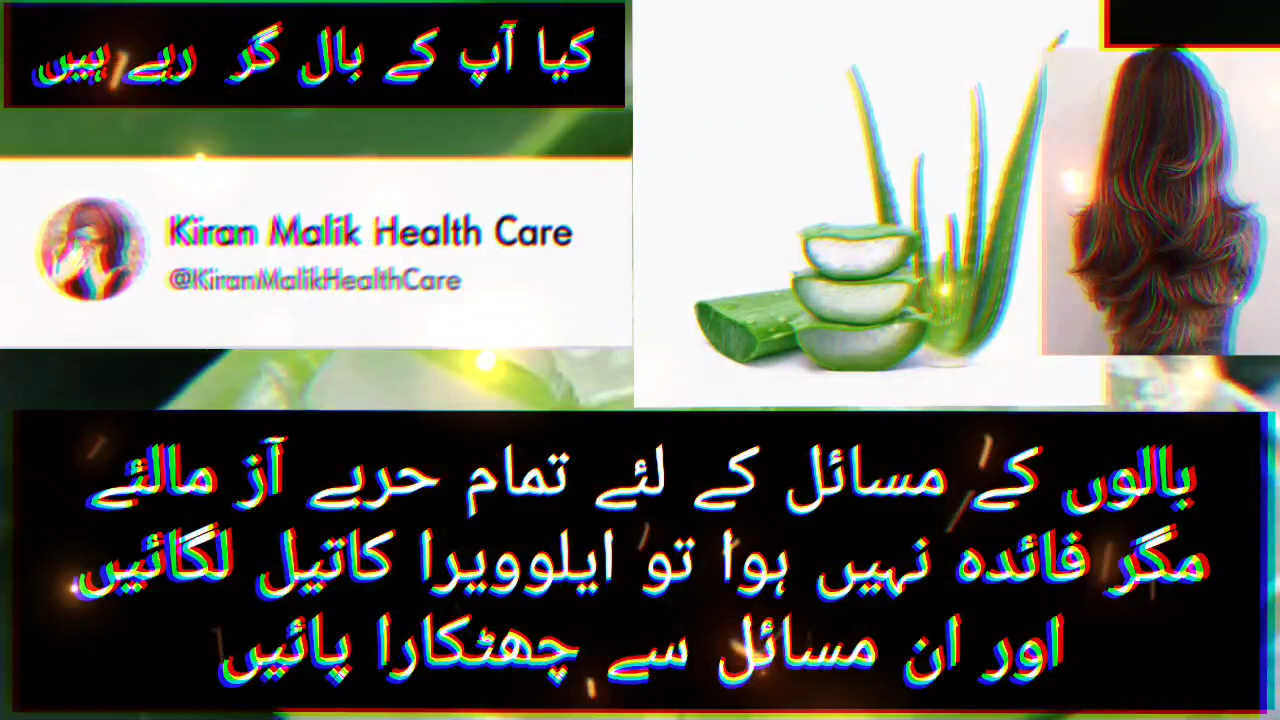 کیا آپ کے بال گر رہے ہیں
Kiran Malik Health Care
@KiranMalikHealthCare
بالوں کے مسائل کے لئے تمام حربے آز مالئے
مگر فائدہ نہیں ہوا تو ایلوویرا کاتیل لگائیں
اور ان مسائل سے چھٹکارا پائیں